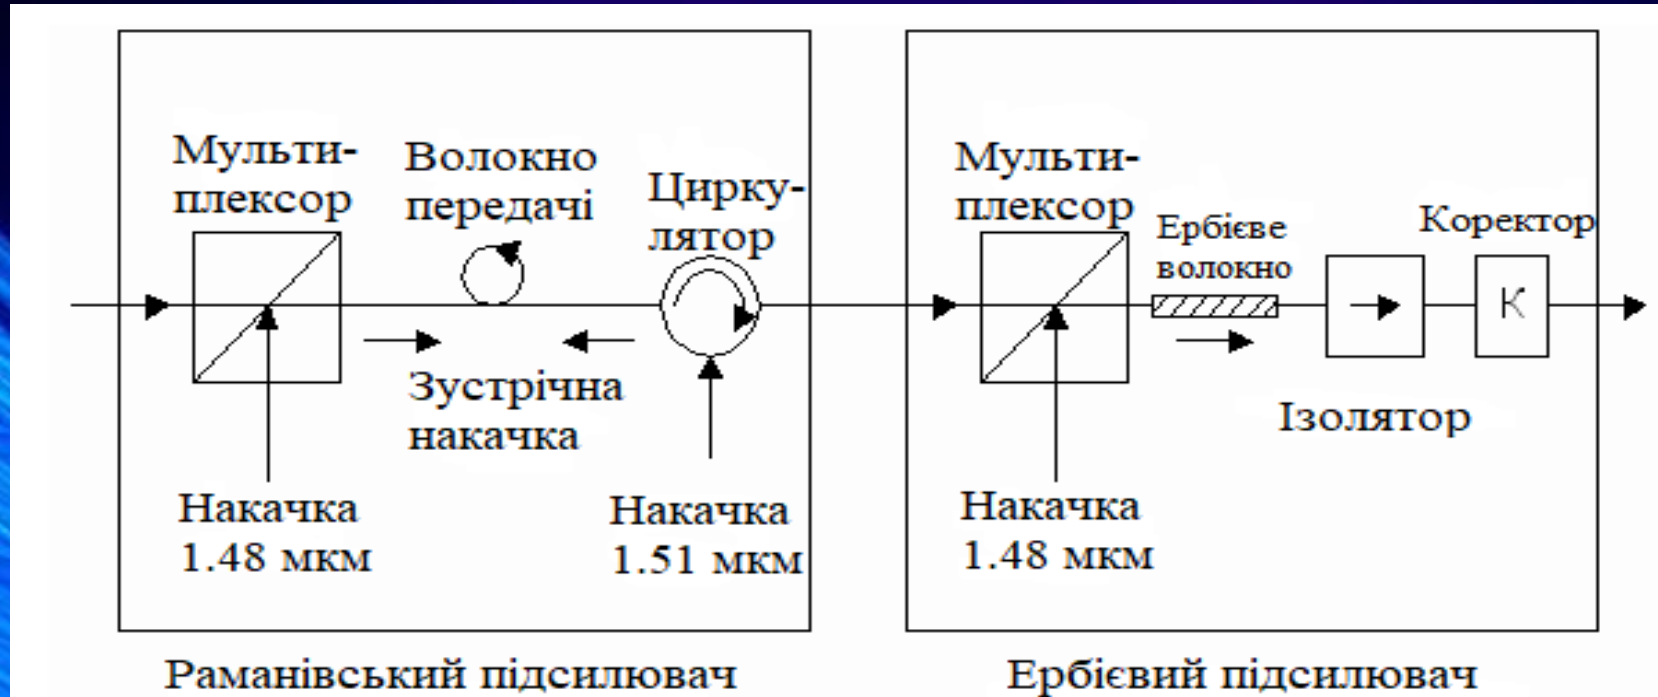 Мульти-
плексор
Волокно
передачі
Цирку-
лятор
Зустрічна
накачка
Накачка
1.48 мкм
Накачка
1.51 мкм
Раманівський підсилювач
Мульти-
плексор
Ербієве
волокно
Коректор
К
Ізолятор
Накачка
1.48 мкм
Ербієвий підсилювач